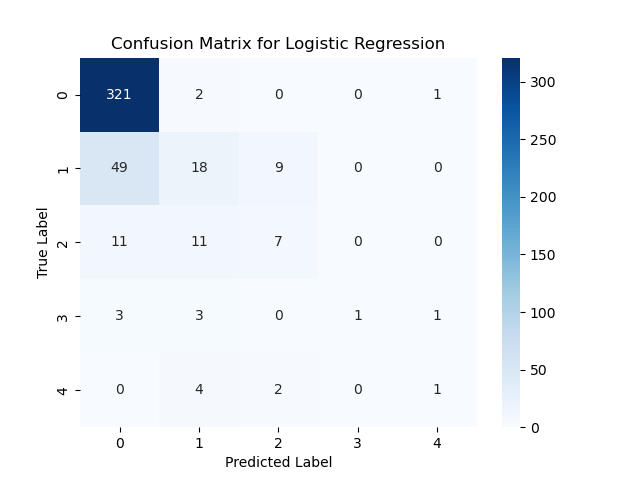 Confusion Matrix for Logistic Regression
True Label
0 321 2 0 0 1
1 49 18 9 0 0
2 11 11 7 0 0
3 3 3 0 1 1
4 0 4 2 0 1
0 1 2 3 4
Predicted Label
300
250
200
150
100
50
0